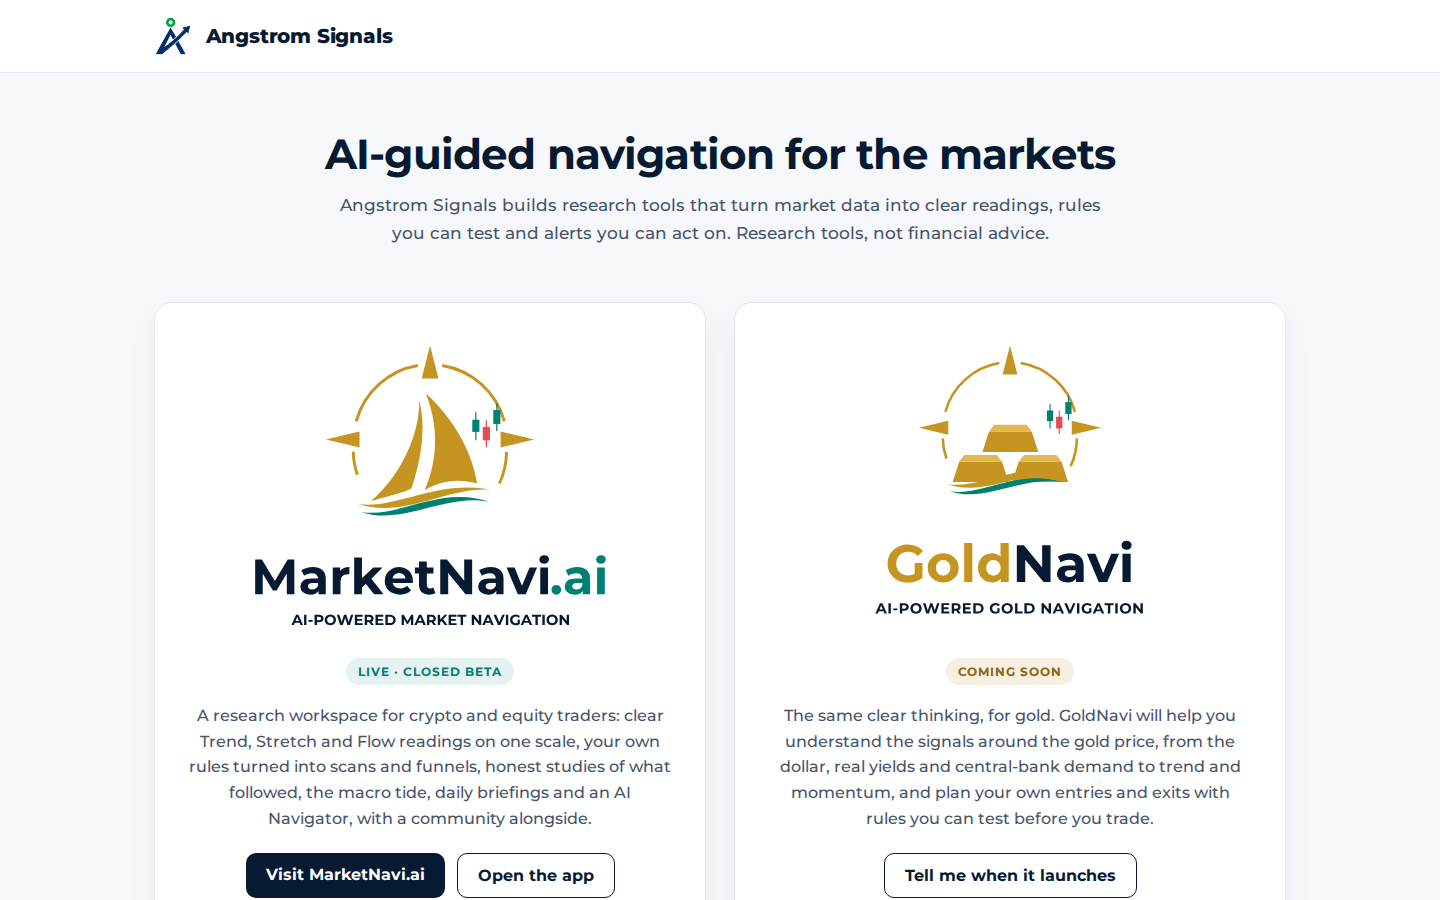 Angstrom Signals
AI-guided navigation for the markets
Angstrom Signals builds research tools that turn market data into clear readings, rules
you can test and alerts you can act on. Research tools, not financial advice.
MarketNavi.ai
AI-POWERED MARKET NAVIGATION
LIVE · CLOSED BETA
A research workspace for crypto and equity traders: clear
Trend, Stretch and Flow readings on one scale, your own
rules turned into scans and funnels, honest studies of what
followed, the macro tide, daily briefings and an AI
Navigator, with a community alongside.
Visit MarketNavi.ai
Open the app
GoldNavi
AI-POWERED GOLD NAVIGATION
COMING SOON
The same clear thinking, for gold. GoldNavi will help you
understand the signals around the gold price, from the
dollar, real yields and central-bank demand to trend and
momentum, and plan your own entries and exits with
rules you can test before you trade.
Tell me when it launches